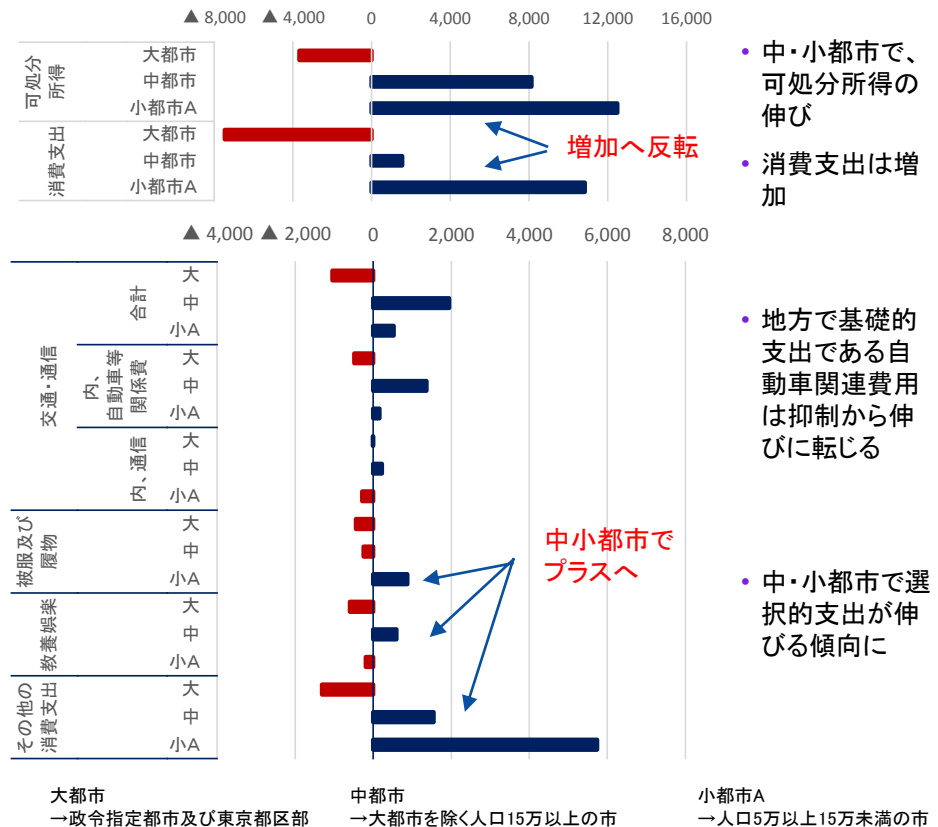 ▲ 8,000 ▲ 4,000 0 4,000 8,000 12,000 16,000
可処分
所得
大都市
中都市
小都市A
消費支出
大都市
中都市
小都市A
増加へ反転
• 中・小都市で、
可処分所得の
伸び
• 消費支出は増
加
▲ 4,000 ▲ 2,000 0 2,000 4,000 6,000 8,000
交通・通信
合計
大
中
小A
内、
自動車等
関係費
大
中
小A
内、通信
大
中
小A
被服及び
履物
大
中
小A
教養娯楽
大
中
小A
その他の
消費支出
大
中
小A
中小都市で
プラスへ
• 地方で基礎的
支出である自
動車関連費用
は抑制から伸
びに転じる
• 中・小都市で選
択的支出が伸
びる傾向に
大都市
→政令指定都市及び東京都区部
中都市
→大都市を除く人口15万以上の市
小都市A
→人口5万以上15万未満の市